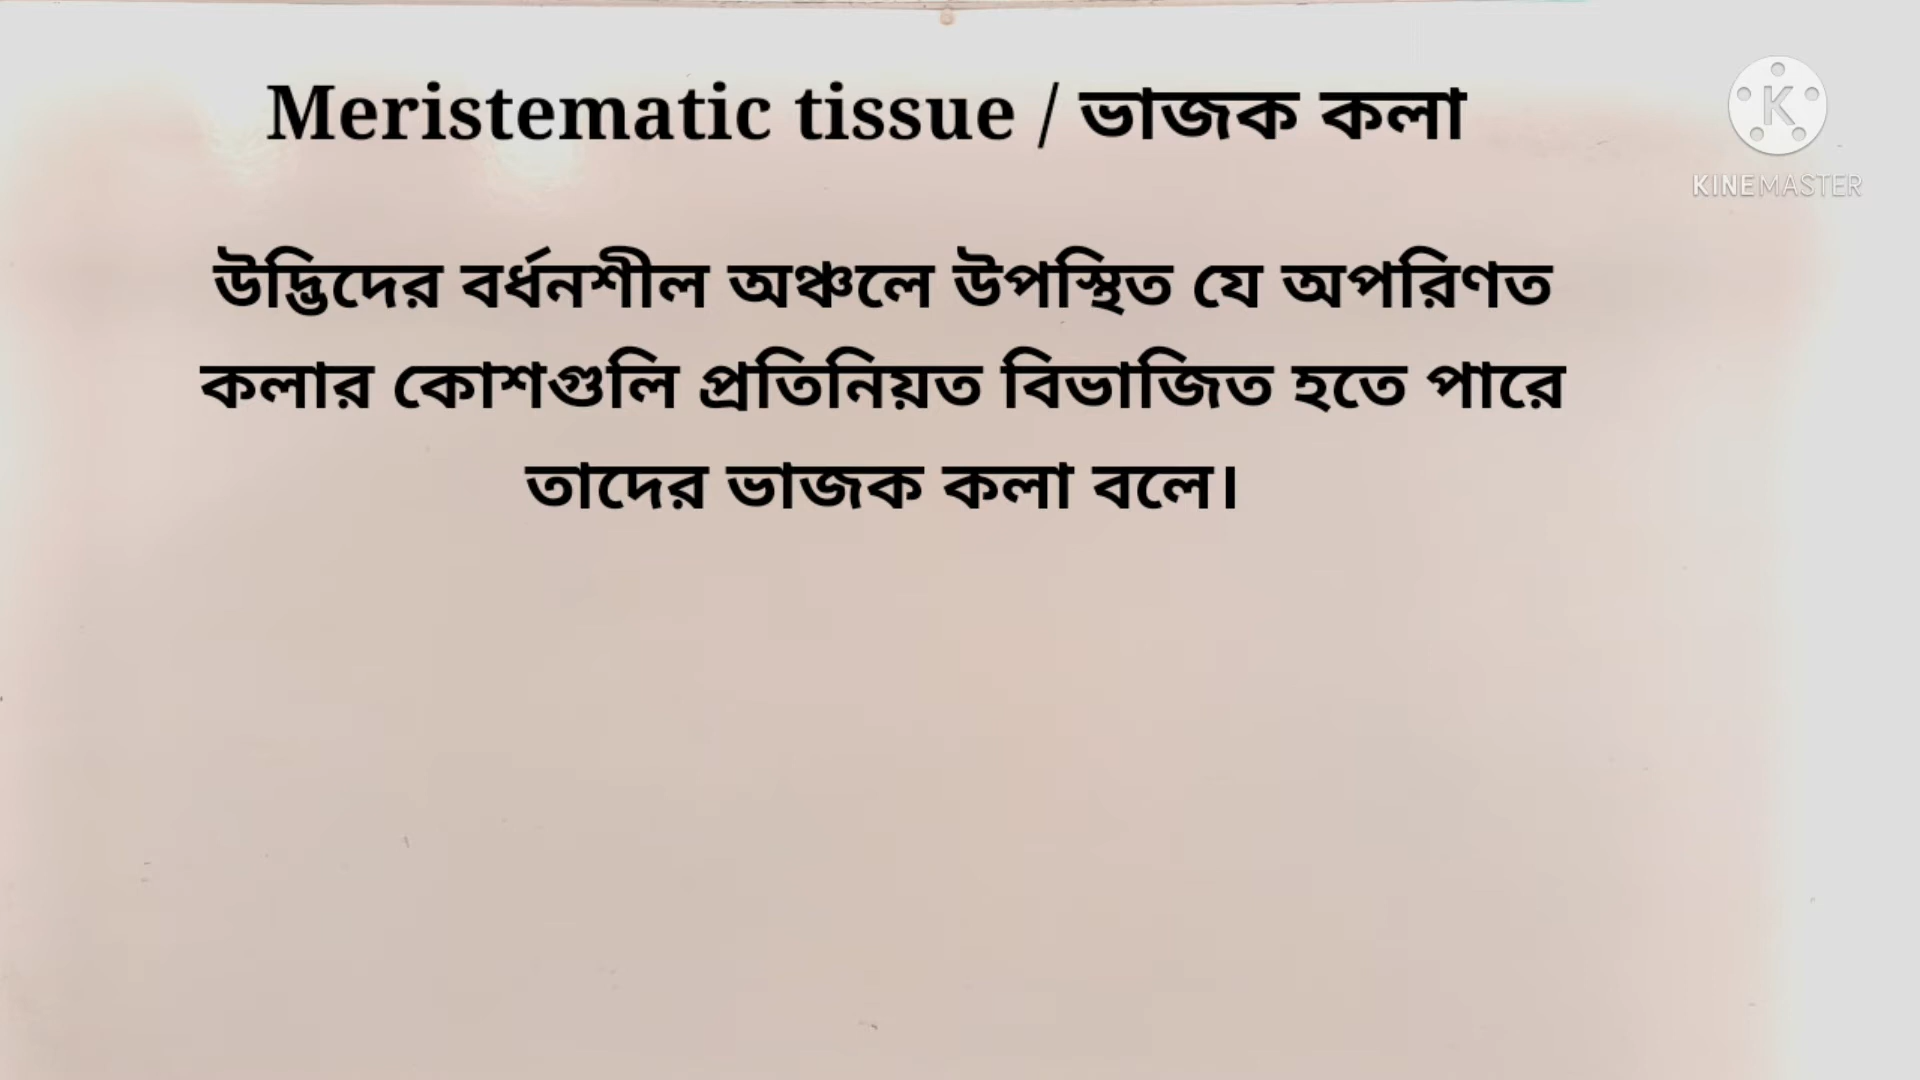 Meristematic tissue / ভাজক কলা
KINEMASTER
উদ্ভিদের বর্ধনশীল অঞ্চলে উপস্থিত যে অপরিণত
কলার কোশগুলি প্রতিনিয়ত বিভাজিত হতে পারে
তাদের ভাজক কলা বলে।